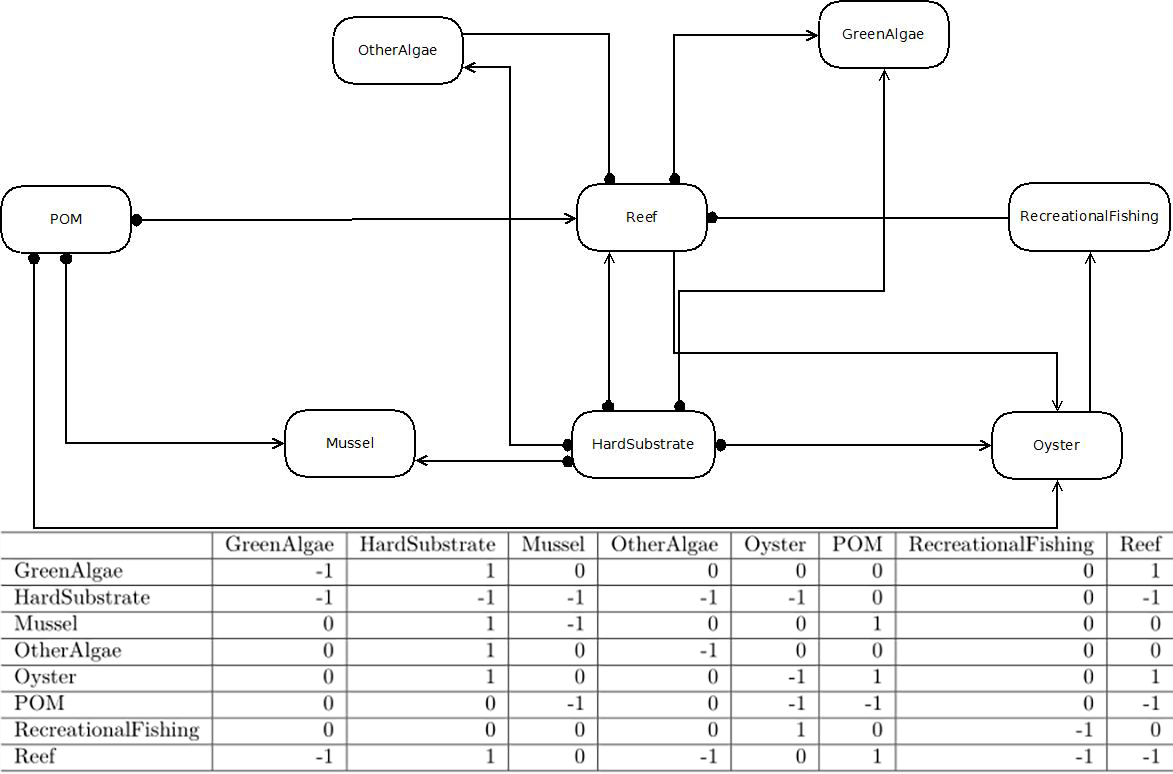 OtherAlgae
GreenAlgae
POM
Reef
RecreationalFishing
Mussel
HardSubstrate
Oyster
GreenAlgae HardSubstrate Mussel OtherAlgae Oyster POM RecreationalFishing Reef
GreenAlgae -1 1 0 0 0 0 0 1
HardSubstrate -1 -1 -1 -1 -1 0 0 -1
Mussel 0 1 -1 0 0 1 0 0
OtherAlgae 0 1 0 -1 0 0 0 0
Oyster 0 1 0 0 -1 1 0 1
POM 0 0 -1 0 -1 -1 0 -1
RecreationalFishing 0 0 0 0 1 0 -1 0
Reef -1 1 0 -1 0 1 -1 -1